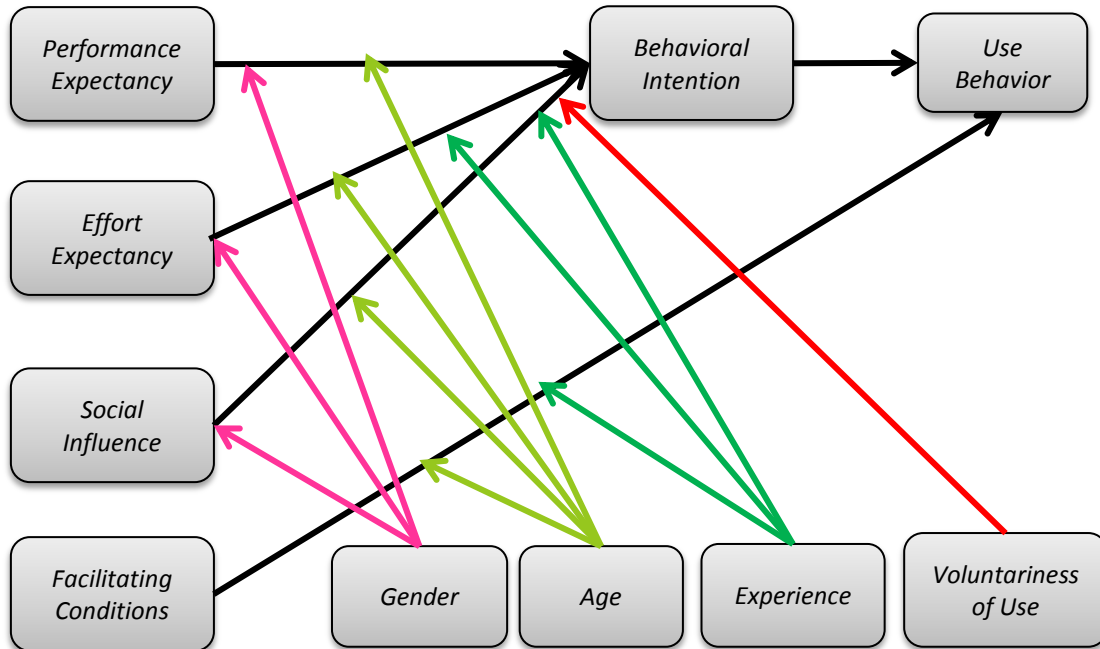 Performance
Expectancy
Behavioral
Intention
Use
Behavior
Effort
Expectancy
Social
Influence
Facilitating
Conditions
Gender
Age
Experience
Voluntariness
of Use